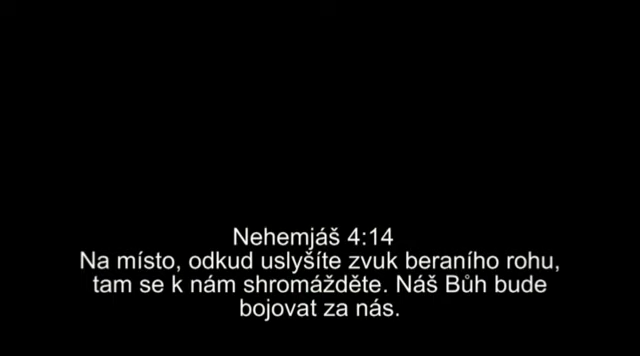 Nehemjáš 4:14
Na místo, odkud uslyšíte zvuk beraního rohu,
tam se k nám shromážděte. Náš Bůh bude
bojovat za nás.